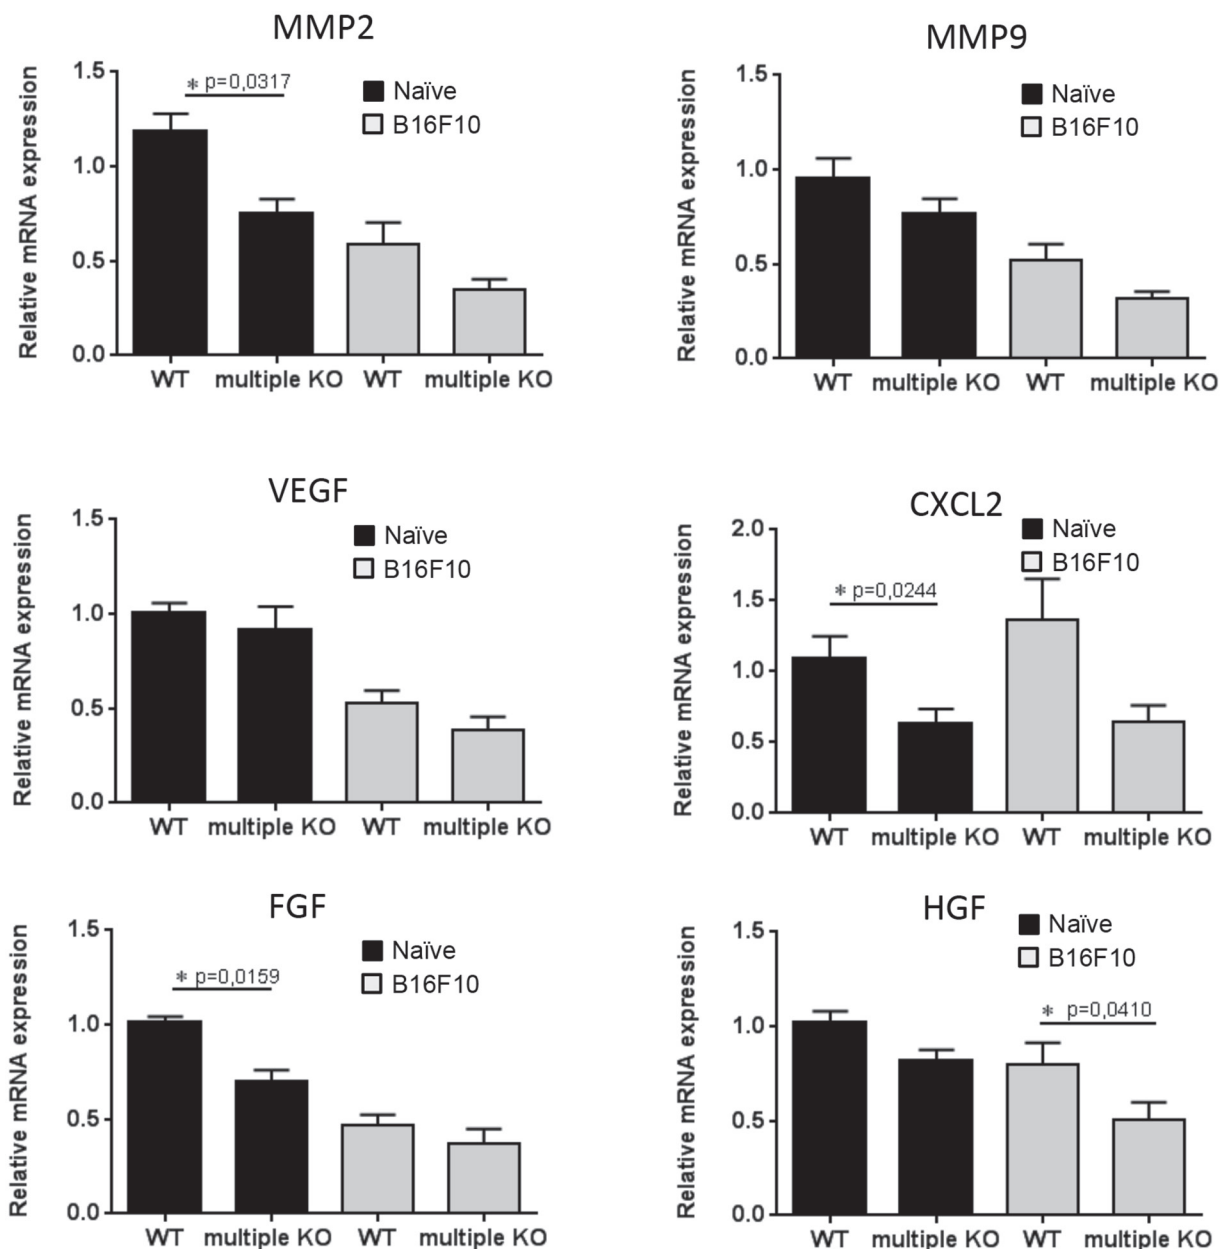 MMP2
Relative mRNA expression
1.5
1.0
0.5
0.0
* p=0,0317
Naïve
B16F10
WT multiple KO WT multiple KO
MMP9
Relative mRNA expression
1.5
1.0
0.5
0.0
Naïve
B16F10
WT multiple KO WT multiple KO
VEGF
Relative mRNA expression
1.5
1.0
0.5
0.0
Naïve
B16F10
WT multiple KO WT multiple KO
CXCL2
Relative mRNA expression
2.0
1.5
1.0
0.5
0.0
* p=0,0244
Naïve
B16F10
WT multiple KO WT multiple KO
FGF
Relative mRNA expression
1.5
1.0
0.5
0.0
* p=0,0159
Naïve
B16F10
WT multiple KO WT multiple KO
HGF
Relative mRNA expression
1.5
1.0
0.5
0.0
Naïve
B16F10
* p=0,0410
WT multiple KO WT multiple KO